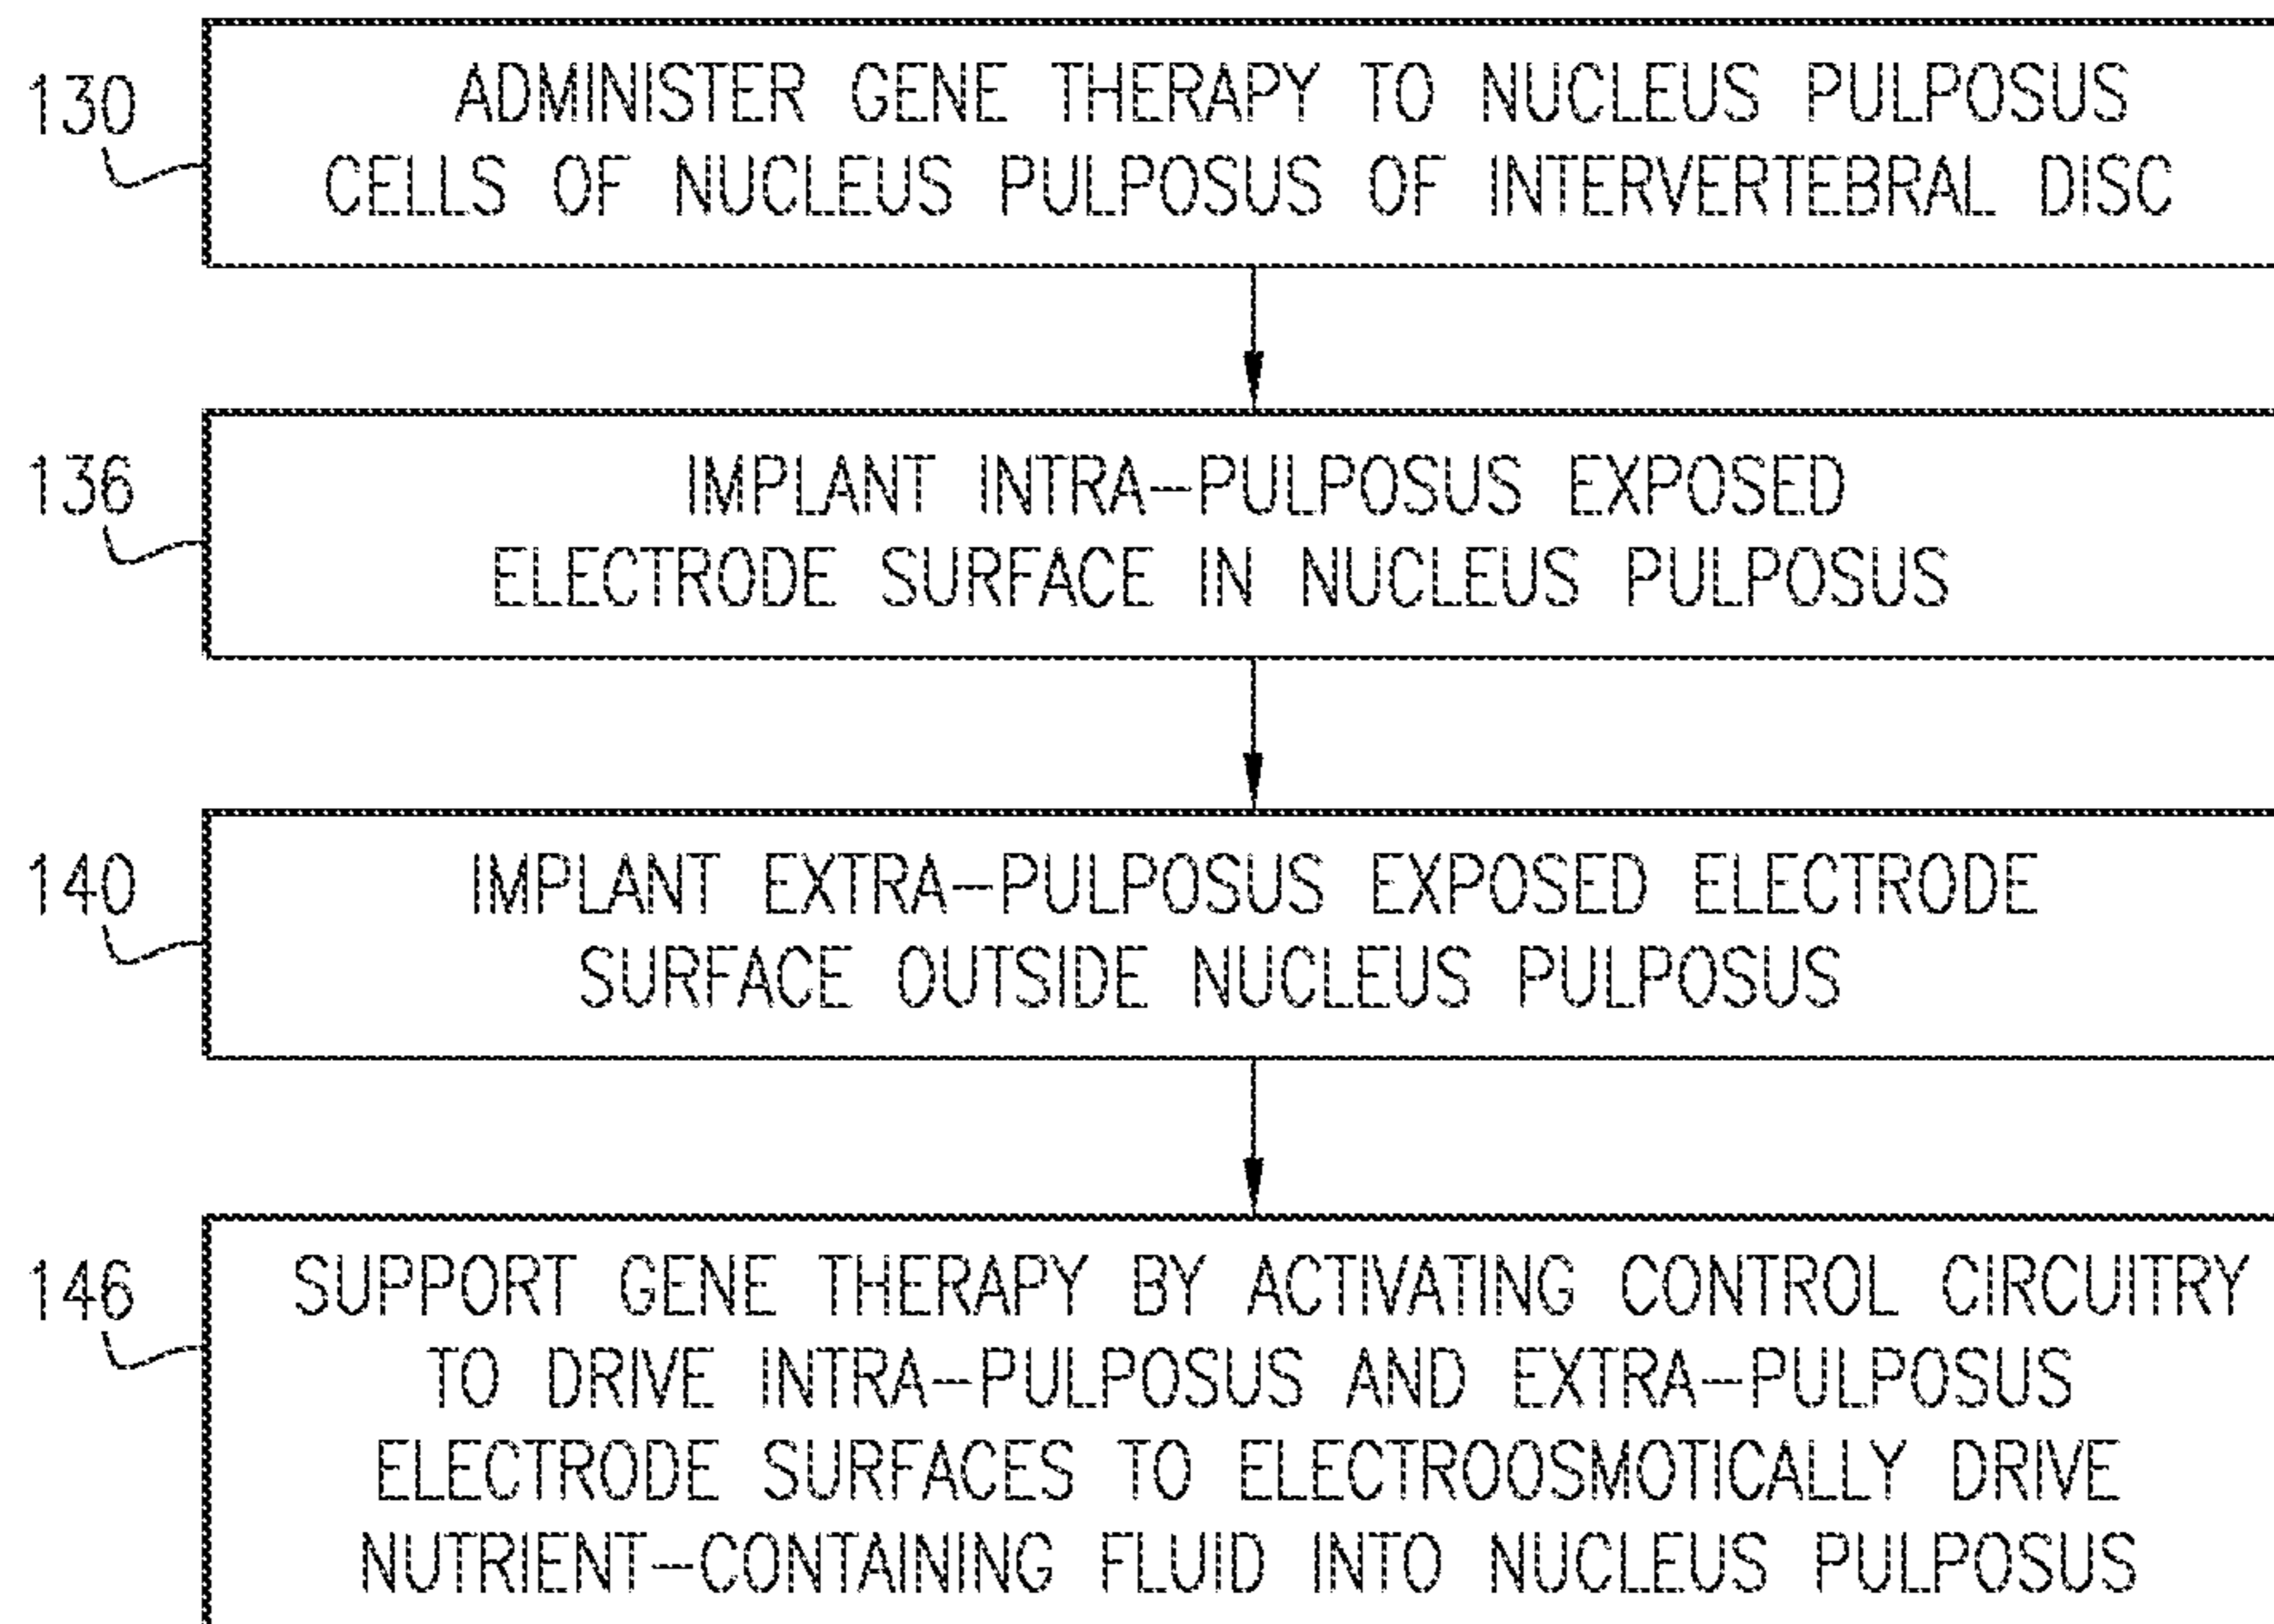 130
ADMINISTER GENE THERAPY TO NUCLEUS PULPOSUS
CELLS OF NUCLEUS PULPOSUS OF INTERVERTEBRAL DISC
136
IMPLANT INTRA-PULPOSUS EXPOSED
ELECTRODE SURFACE IN NUCLEUS PULPOSUS
140
IMPLANT EXTRA-PULPOSUS EXPOSED ELECTRODE
SURFACE OUTSIDE NUCLEUS PULPOSUS
146
SUPPORT GENE THERAPY BY ACTIVATING CONTROL CIRCUITRY
TO DRIVE INTRA-PULPOSUS AND EXTRA-PULPOSUS
ELECTRODE SURFACES TO ELECTROOSMOTICALLY DRIVE
NUTRIENT-CONTAINING FLUID INTO NUCLEUS PULPOSUS